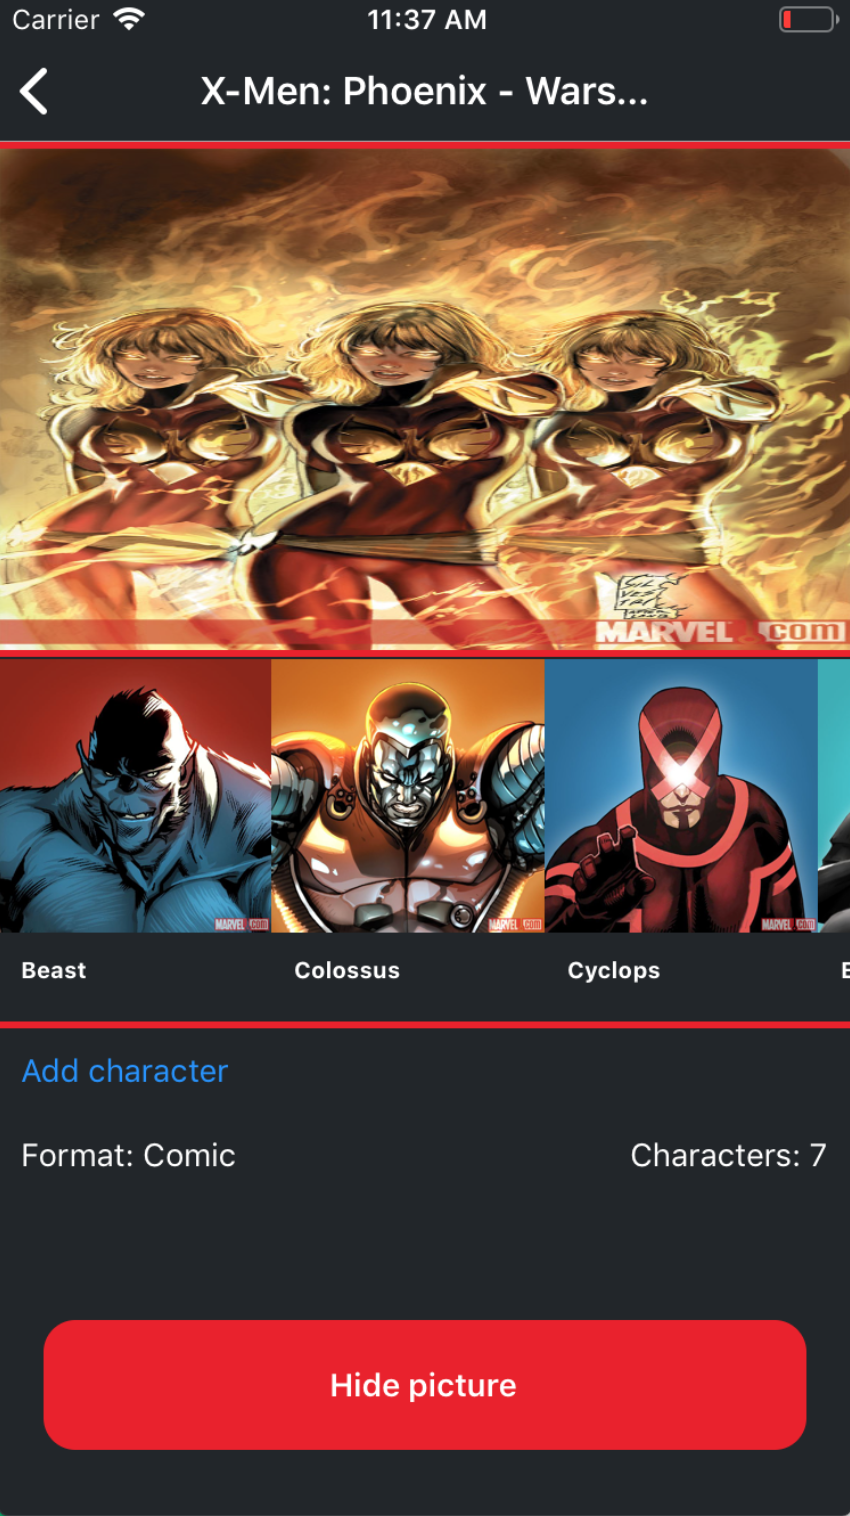 Carrier 11:37 AM
X-Men: Phoenix - Wars...
MARVEL .com
MARVEL .com MARVEL .com MARVEL .com
Beast Colossus Cyclops
Add character
Format: Comic Characters: 7
Hide picture